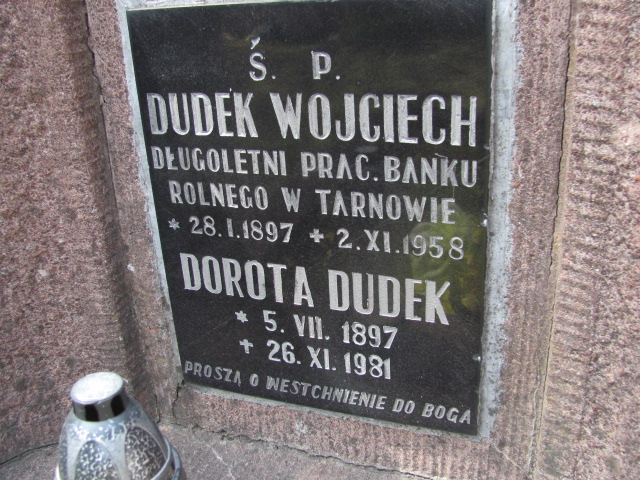 Ś. P.
DUDEK WOJCIECH
DŁUGOLETNI PRAC. BANKU
ROLNEGO W TARNOWIE
* 28. I. 1897 + 2. XI. 1958
DOROTA DUDEK
* 5. VII. 1897
+ 26. XI. 1981
PROSZĄ O WESTCHNIENIE DO BOGA